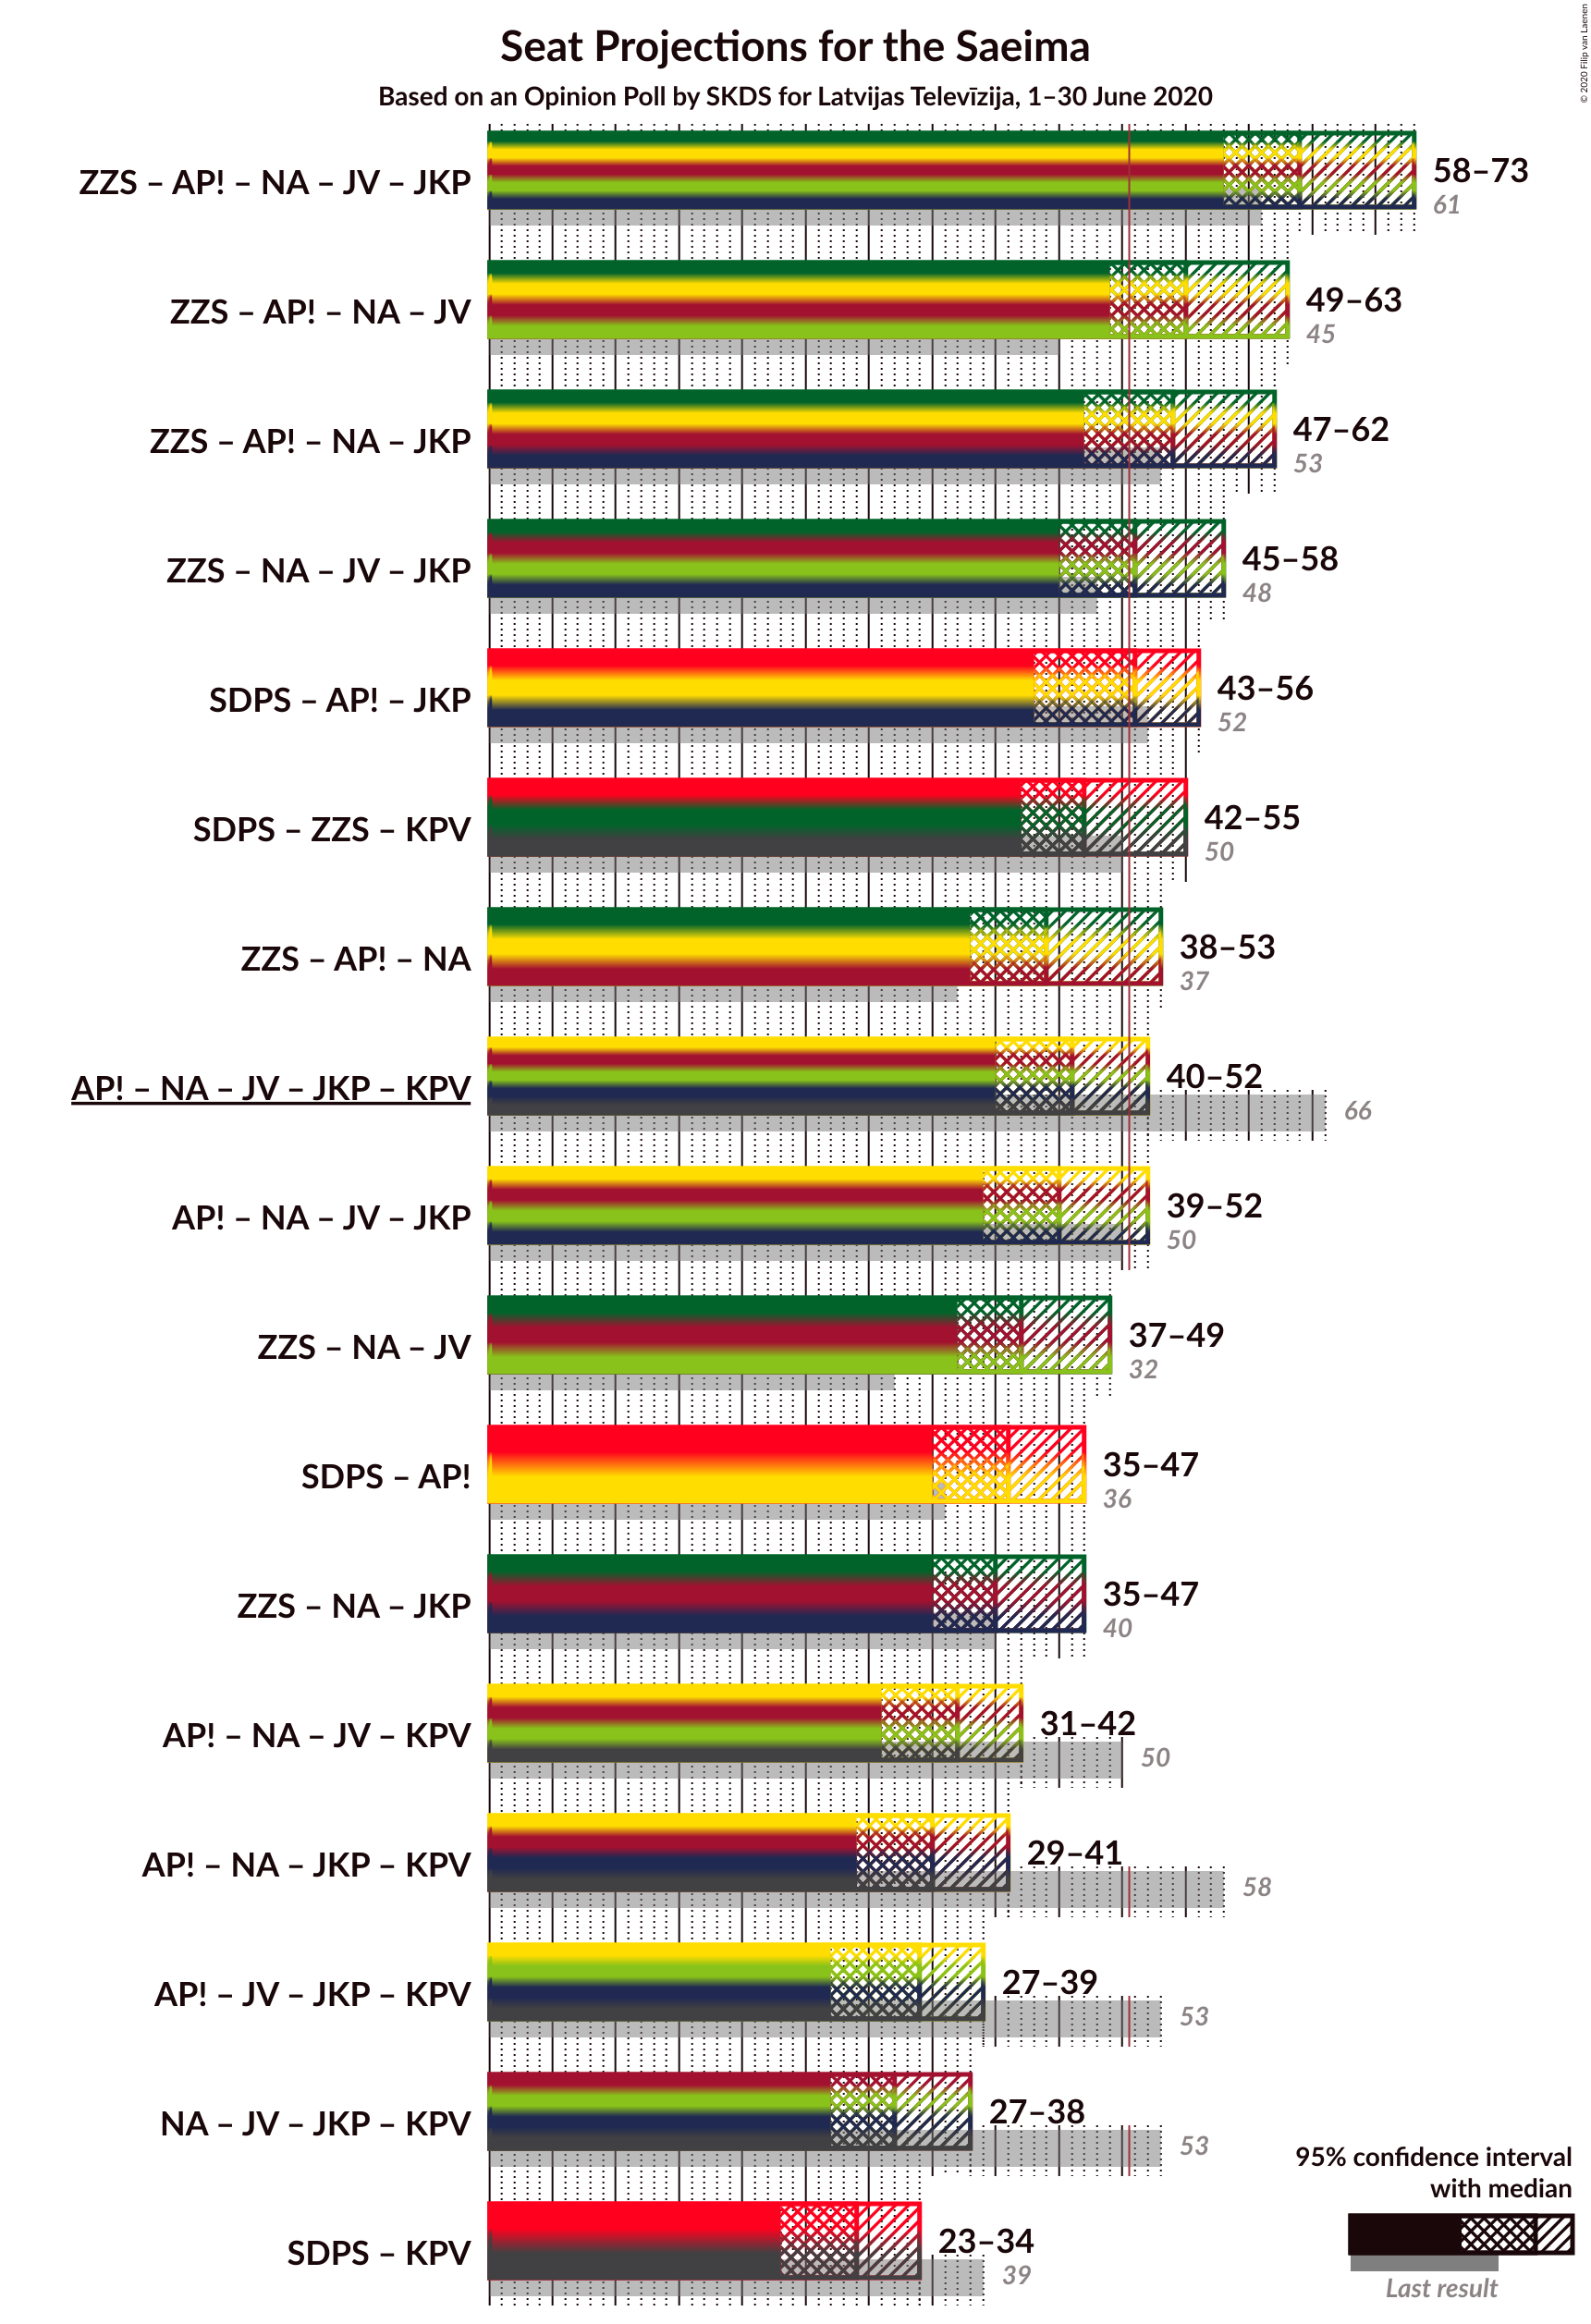 Seat Projections for the Saeima
Based on an Opinion Poll by SKDS for Latvijas Televīzija, 1–30 June 2020
© 2020 Filip van Laenen
ZZS – AP! – NA – JV – JKP
58–73
61
ZZS – AP! – NA – JV
49–63
45
ZZS – AP! – NA – JKP
47–62
53
ZZS – NA – JV – JKP
45–58
48
SDPS – AP! – JKP
43–56
52
SDPS – ZZS – KPV
42–55
50
ZZS – AP! – NA
38–53
37
AP! – NA – JV – JKP – KPV
40–52
66
AP! – NA – JV – JKP
39–52
50
ZZS – NA – JV
37–49
32
SDPS – AP!
35–47
36
ZZS – NA – JKP
35–47
40
AP! – NA – JV – KPV
31–42
50
AP! – NA – JKP – KPV
29–41
58
AP! – JV – JKP – KPV
27–39
53
NA – JV – JKP – KPV
27–38
53
SDPS – KPV
23–34
39
95% confidence interval
with median
Last result